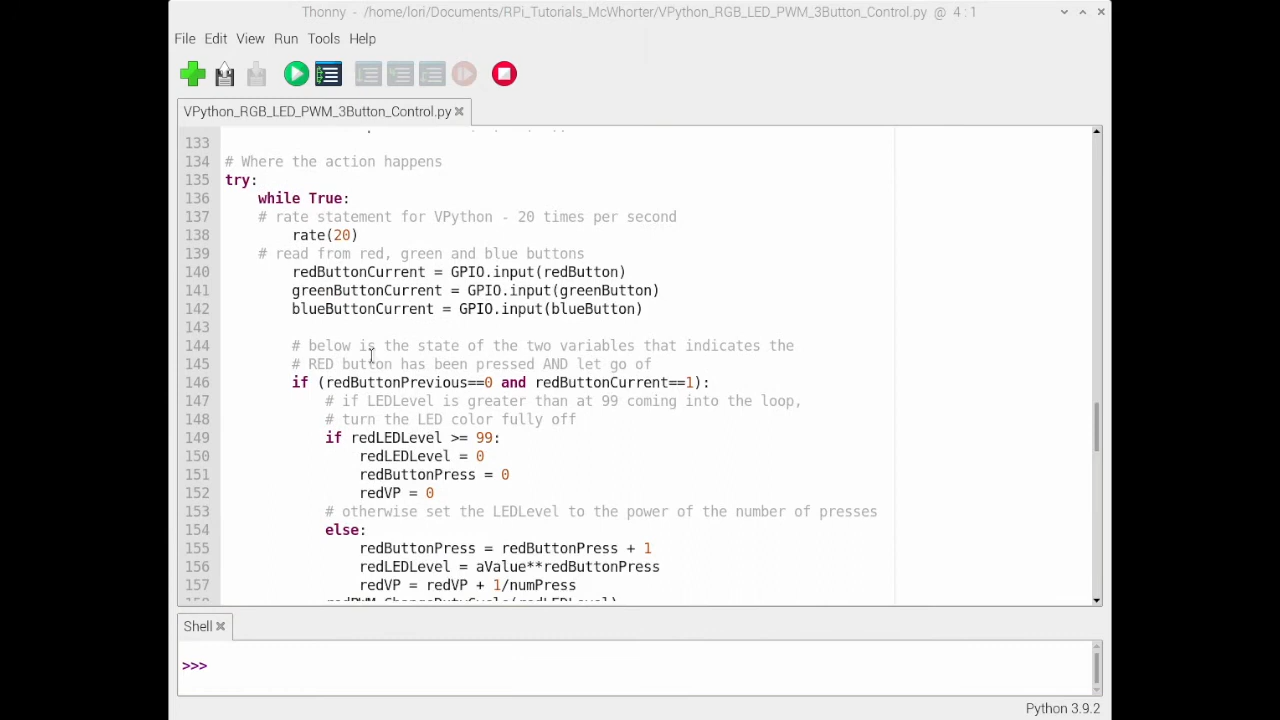 Thonny - /home/lori/Documents/RPi_Tutorials_McWhorter/VPython_RGB_LED_PWM_3Button_Control.py @ 4 : 1
File Edit View Run Tools Help
VPython_RGB_LED_PWM_3Button_Control.py
133
134 # Where the action happens
135 try:
136     while True:
137     # rate statement for VPython - 20 times per second
138         rate(20)
139     # read from red, green and blue buttons
140         redButtonCurrent = GPIO.input(redButton)
141         greenButtonCurrent = GPIO.input(greenButton)
142         blueButtonCurrent = GPIO.input(blueButton)
143
144         # below is the state of the two variables that indicates the
145         # RED button has been pressed AND let go of
146         if (redButtonPrevious==0 and redButtonCurrent==1):
147             # if LEDLevel is greater than at 99 coming into the loop,
148             # turn the LED color fully off
149             if redLEDLevel >= 99:
150                 redLEDLevel = 0
151                 redButtonPress = 0
152                 redVP = 0
153             # otherwise set the LEDLevel to the power of the number of presses
154             else:
155                 redButtonPress = redButtonPress + 1
156                 redLEDLevel = aValue**redButtonPress
157                 redVP = redVP + 1/numPress
158             redPWM.ChangeDutyCycle(redLEDLevel)
Shell
>>>
Python 3.9.2